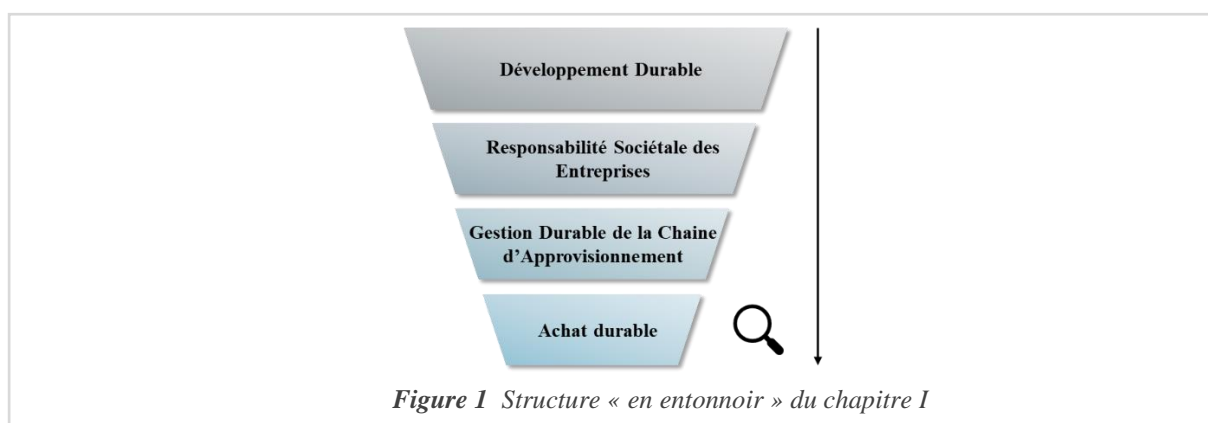 Développement Durable
Responsabilité Sociétale des
Entreprises
Gestion Durable de la Chaine
d’Approvisionnement
Achat durable
Figure 1 Structure « en entonnoir » du chapitre I